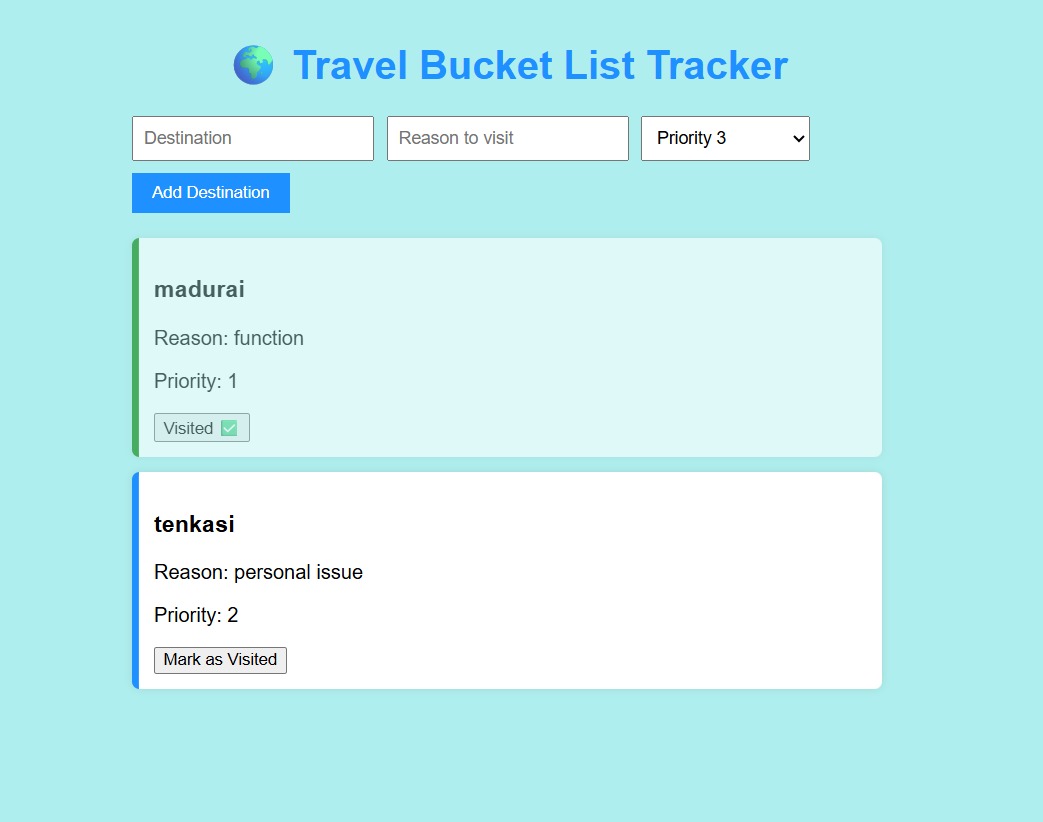 🌍 Travel Bucket List Tracker
Destination Reason to visit Priority 3
Add Destination
madurai
Reason: function
Priority: 1
Visited ✅
tenkasi
Reason: personal issue
Priority: 2
Mark as Visited